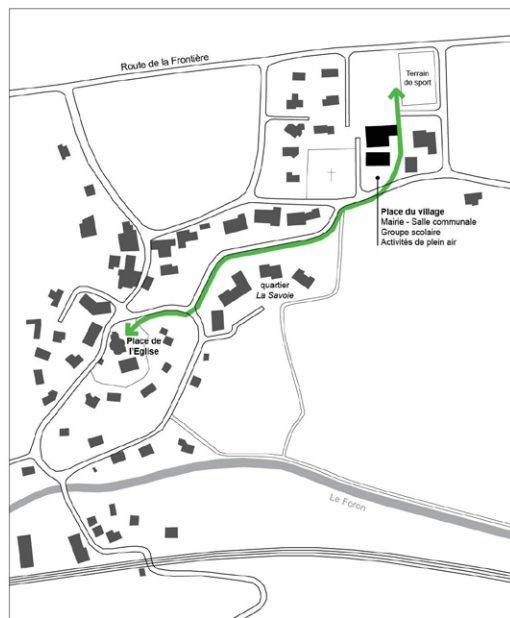 Route de la Frontière
Terrain
de sport
Place du village
Mairie - Salle communale
Groupe scolaire
Activités de plein air
quartier
La Savoie
Place de
l'Eglise
Le Foron